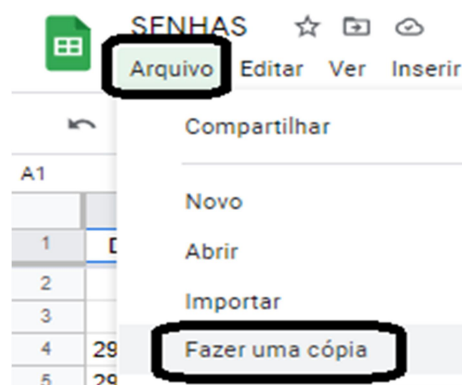 SENHAS
Arquivo Editar Ver Inserir
Compartilhar
A1
Novo
1
Abrir
2
Importar
3
4 29 Fazer uma cópia
5 29